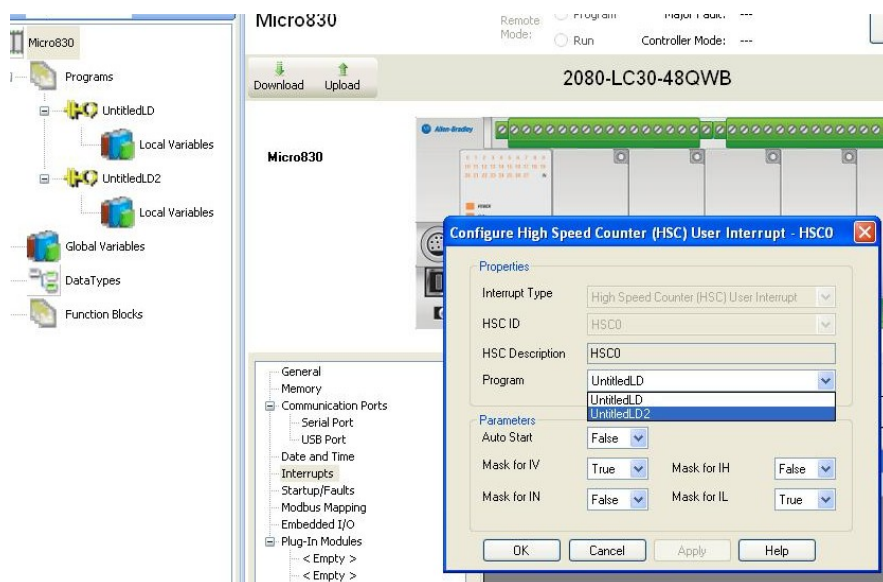 Micro830
Programs
UntitledLD
Local Variables
UntitledLD2
Local Variables
Global Variables
DataTypes
Function Blocks
Micro830
Remote Mode:
Program
Run
Major Fault: ---
Controller Mode: ---
Download
Upload
2080-LC30-48QWB
Micro830
Allen-Bradley
General
Memory
Communication Ports
Serial Port
USB Port
Date and Time
Interrupts
Startup/Faults
Modbus Mapping
Embedded I/O
Plug-In Modules
< Empty >
< Empty >
Configure High Speed Counter (HSC) User Interrupt - HSC0
Properties
Interrupt Type High Speed Counter (HSC) User Interrupt
HSC ID HSC0
HSC Description HSC0
Program UntitledLD
UntitledLD
UntitledLD2
Parameters
Auto Start False
Mask for IV True Mask for IH False
Mask for IN False Mask for IL True
OK Cancel Apply Help